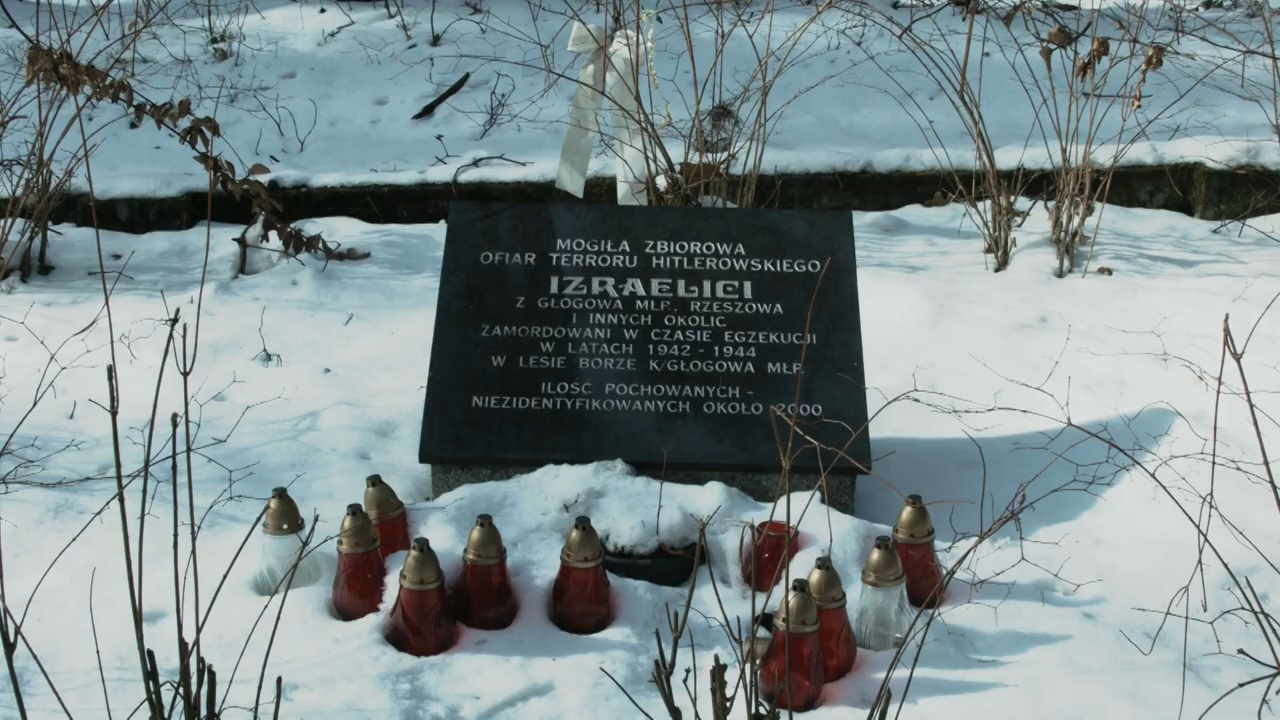 MOGIŁA ZBIOROWA
OFIAR TERRORU HITLEROWSKIEGO
IZRAELICI
Z GŁOGOWA MŁP., RZESZOWA
I INNYCH OKOLIC
ZAMORDOWANI W CZASIE EGZEKUCJI
W LATACH 1942 - 1944
W LESIE BORZE K/GŁOGOWA MŁP.
ILOŚĆ POCHOWANYCH -
NIEZIDENTYFIKOWANYCH OKOŁO 2000